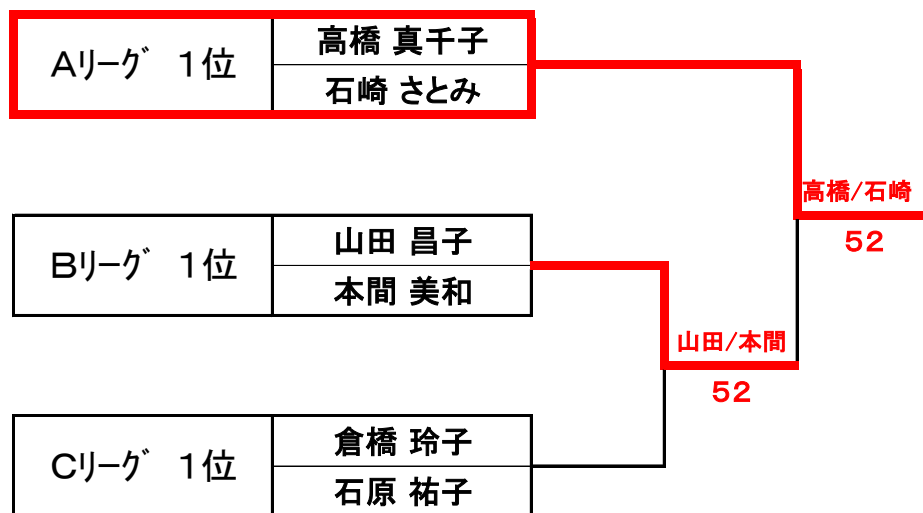 Aﾘｰｸﾞ 1位
高橋 真千子
石崎 さとみ
高橋/石崎
52
Bﾘｰｸﾞ 1位
山田 昌子
本間 美和
山田/本間
52
Cﾘｰｸﾞ 1位
倉橋 玲子
石原 祐子